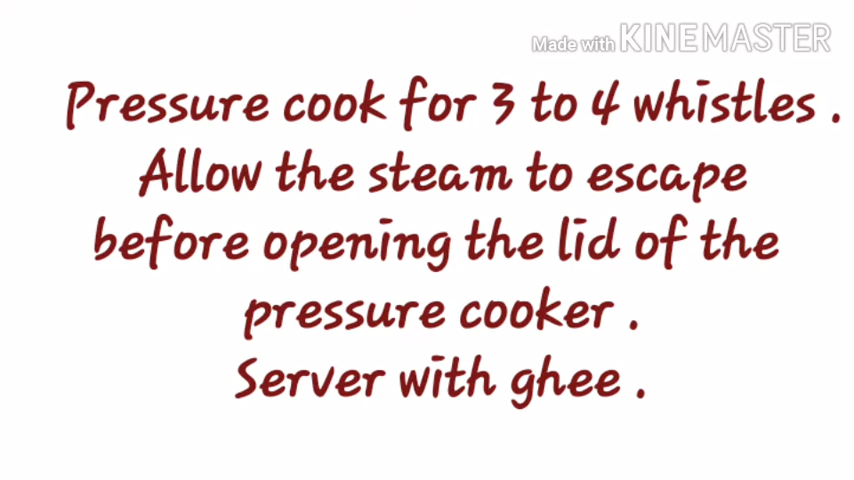 Made with KINEMASTER
Pressure cook for 3 to 4 whistles .
Allow the steam to escape
before opening the lid of the
pressure cooker .
Server with ghee .